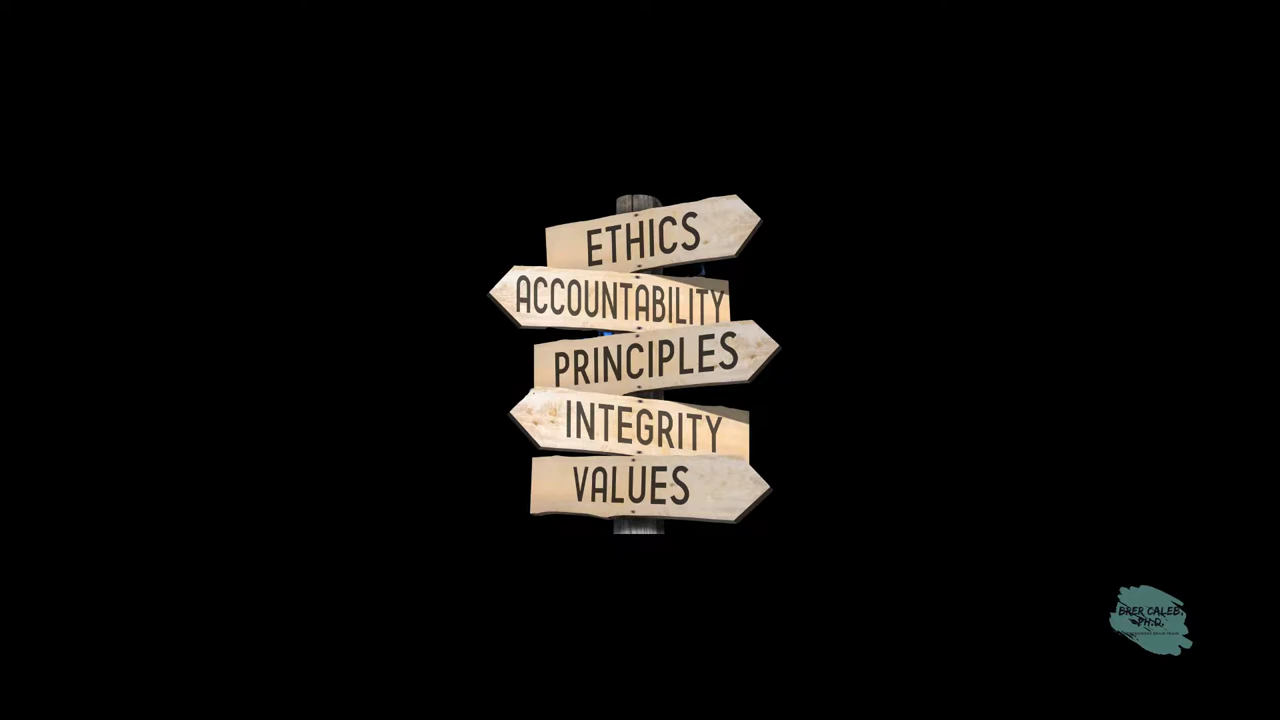 ETHICS
ACCOUNTABILITY
PRINCIPLES
INTEGRITY
VALUES
BRER CALEB,
PH.D.